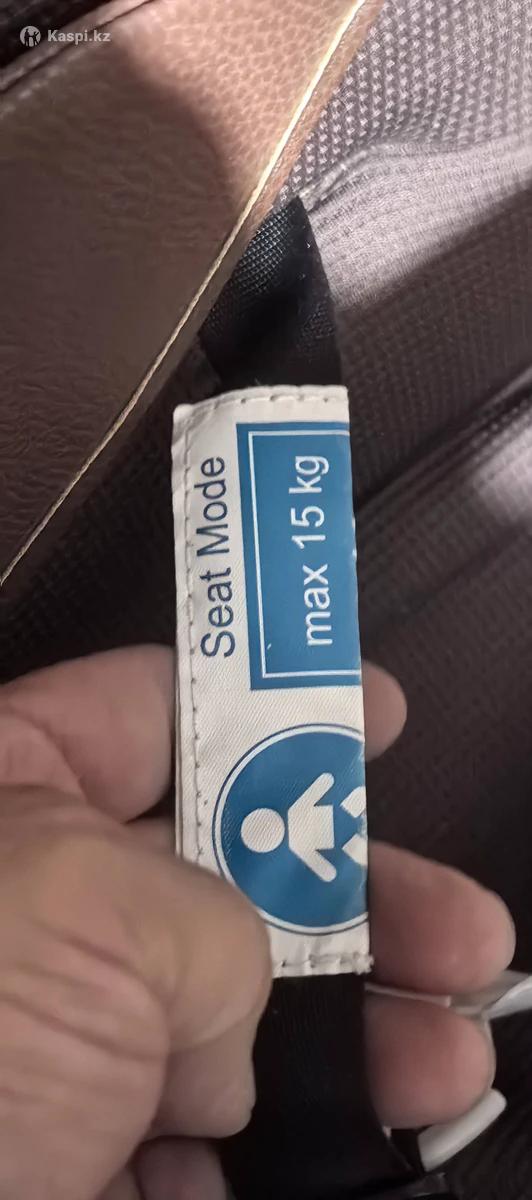 Kaspi.kz
Seat Mode
max 15 kg